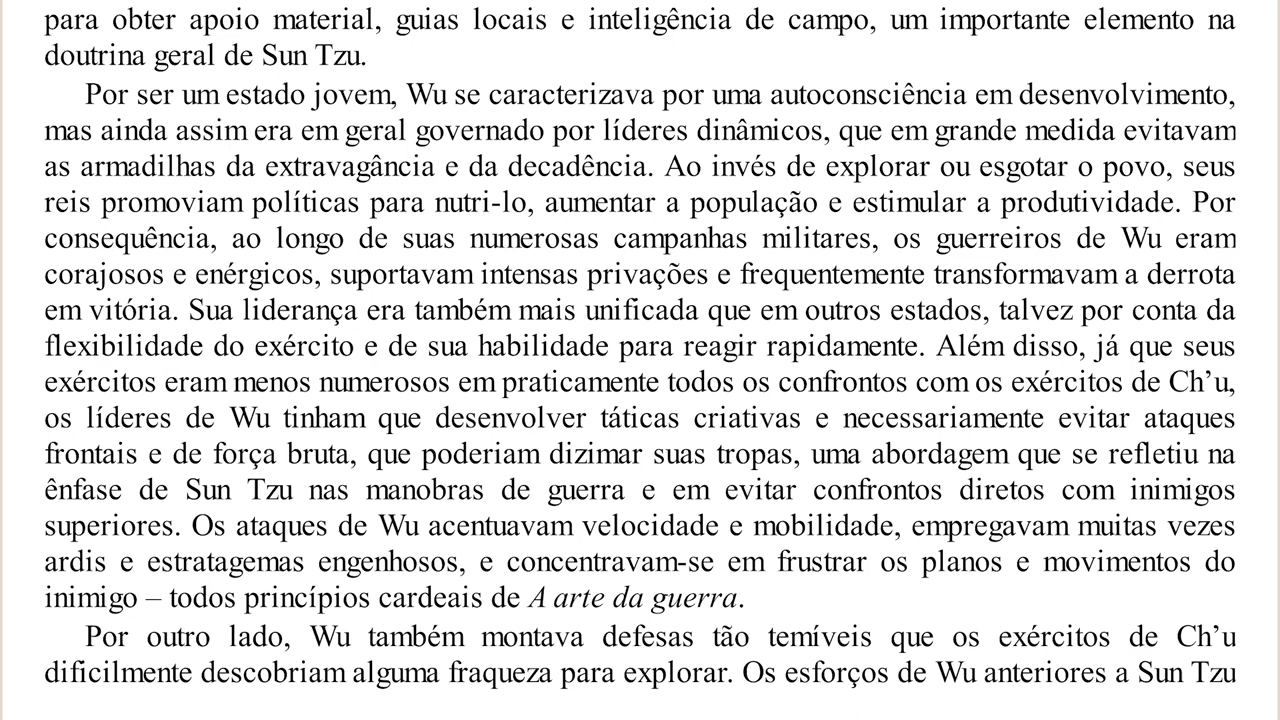 para obter apoio material, guias locais e inteligência de campo, um importante elemento na
doutrina geral de Sun Tzu.
Por ser um estado jovem, Wu se caracterizava por uma autoconsciência em desenvolvimento,
mas ainda assim era em geral governado por líderes dinâmicos, que em grande medida evitavam
as armadilhas da extravagância e da decadência. Ao invés de explorar ou esgotar o povo, seus
reis promoviam políticas para nutri-lo, aumentar a população e estimular a produtividade. Por
consequência, ao longo de suas numerosas campanhas militares, os guerreiros de Wu eram
corajosos e enérgicos, suportavam intensas privações e frequentemente transformavam a derrota
em vitória. Sua liderança era também mais unificada que em outros estados, talvez por conta da
flexibilidade do exército e de sua habilidade para reagir rapidamente. Além disso, já que seus
exércitos eram menos numerosos em praticamente todos os confrontos com os exércitos de Ch’u,
os líderes de Wu tinham que desenvolver táticas criativas e necessariamente evitar ataques
frontais e de força bruta, que poderiam dizimar suas tropas, uma abordagem que se refletiu na
ênfase de Sun Tzu nas manobras de guerra e em evitar confrontos diretos com inimigos
superiores. Os ataques de Wu acentuavam velocidade e mobilidade, empregavam muitas vezes
ardis e estratagemas engenhosos, e concentravam-se em frustrar os planos e movimentos do
inimigo – todos princípios cardeais de A arte da guerra.
Por outro lado, Wu também montava defesas tão temíveis que os exércitos de Ch’u
dificilmente descobriam alguma fraqueza para explorar. Os esforços de Wu anteriores a Sun Tzu